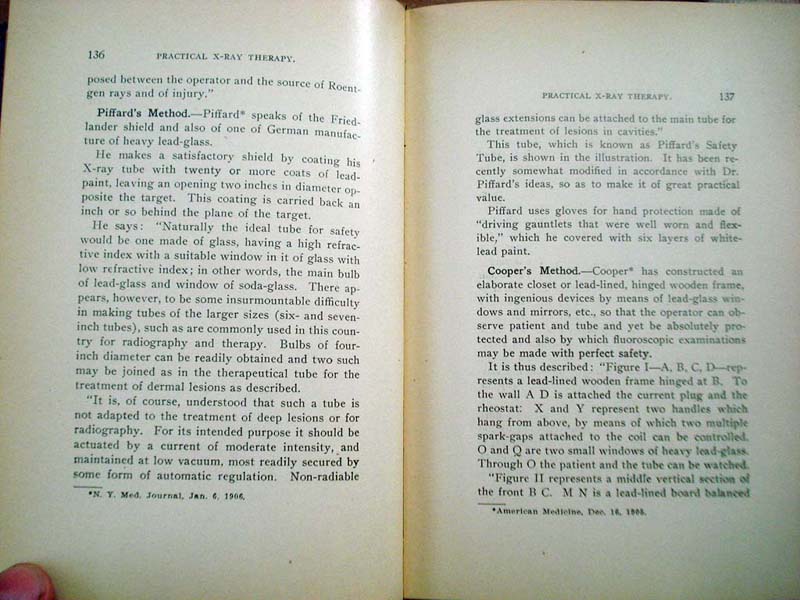 136
PRACTICAL X-RAY THERAPY.
posed between the operator and the source of Roent-
gen rays and of injury."
Piffard's Method.—Piffard* speaks of the Fried-
lander shield and also of one of German manufac-
ture of heavy lead-glass.
He makes a satisfactory shield by coating his
X-ray tube with twenty or more coats of lead-
paint, leaving an opening two inches in diameter op-
posite the target. This coating is carried back an
inch or so behind the plane of the target.
He says: "Naturally the ideal tube for safety
would be one made of glass, having a high refrac-
tive index with a suitable window in it of glass with
low refractive index; in other words, the main bulb
of lead-glass and window of soda-glass. There ap-
pears, however, to be some insurmountable difficulty
in making tubes of the larger sizes (six- and seven-
inch tubes), such as are commonly used in this coun-
try for radiography and therapy. Bulbs of four-
inch diameter can be readily obtained and two such
may be joined as in the therapeutical tube for the
treatment of dermal lesions as described.
"It is, of course, understood that such a tube is
not adapted to the treatment of deep lesions or for
radiography. For its intended purpose it should be
actuated by a current of moderate intensity, and
maintained at low vacuum, most readily secured by
some form of automatic regulation. Non-radiable
*N. Y. Med. Journal, Jan. 6, 1906.
PRACTICAL X-RAY THERAPY.
137
glass extensions can be attached to the main tube for
the treatment of lesions in cavities."
This tube, which is known as Piffard's Safety
Tube, is shown in the illustration. It has been re-
cently somewhat modified in accordance with Dr.
Piffard's ideas, so as to make it of great practical
value.
Piffard uses gloves for hand protection made of
"driving gauntlets that were well worn and flex-
ible," which he covered with six layers of white-
lead paint.
Cooper's Method.—Cooper* has constructed an
elaborate closet or lead-lined, hinged wooden frame,
with ingenious devices by means of lead-glass win-
dows and mirrors, etc., so that the operator can ob-
serve patient and tube and yet be absolutely pro-
tected and also by which fluoroscopic examinations
may be made with perfect safety.
It is thus described: "Figure I—A, B, C, D—rep-
resents a lead-lined wooden frame hinged at B. To
the wall A D is attached the current plug and the
rheostat: X and Y represent two handles which
hang from above, by means of which two multiple
spark-gaps attached to the coil can be controlled.
O and Q are two small windows of heavy lead-glass.
Through O the patient and the tube can be watched.
"Figure II represents a middle vertical section of
the front B C. M N is a lead-lined board balanced
*American Medicine, Dec. 16, 1905.